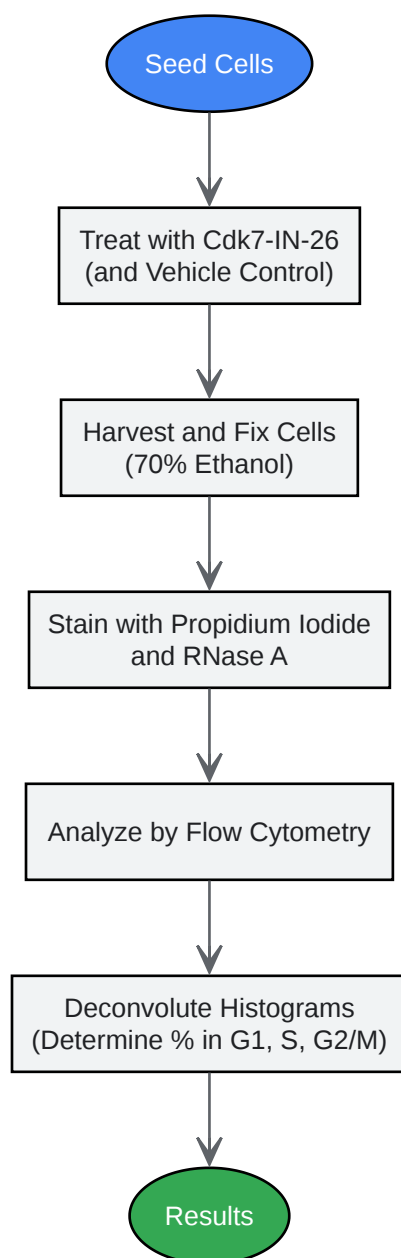 Seed Cells
Treat with Cdk7-IN-26
(and Vehicle Control)
Harvest and Fix Cells
(70% Ethanol)
Stain with Propidium Iodide
and RNase A
Analyze by Flow Cytometry
Deconvolute Histograms
(Determine % in G1, S, G2/M)
Results